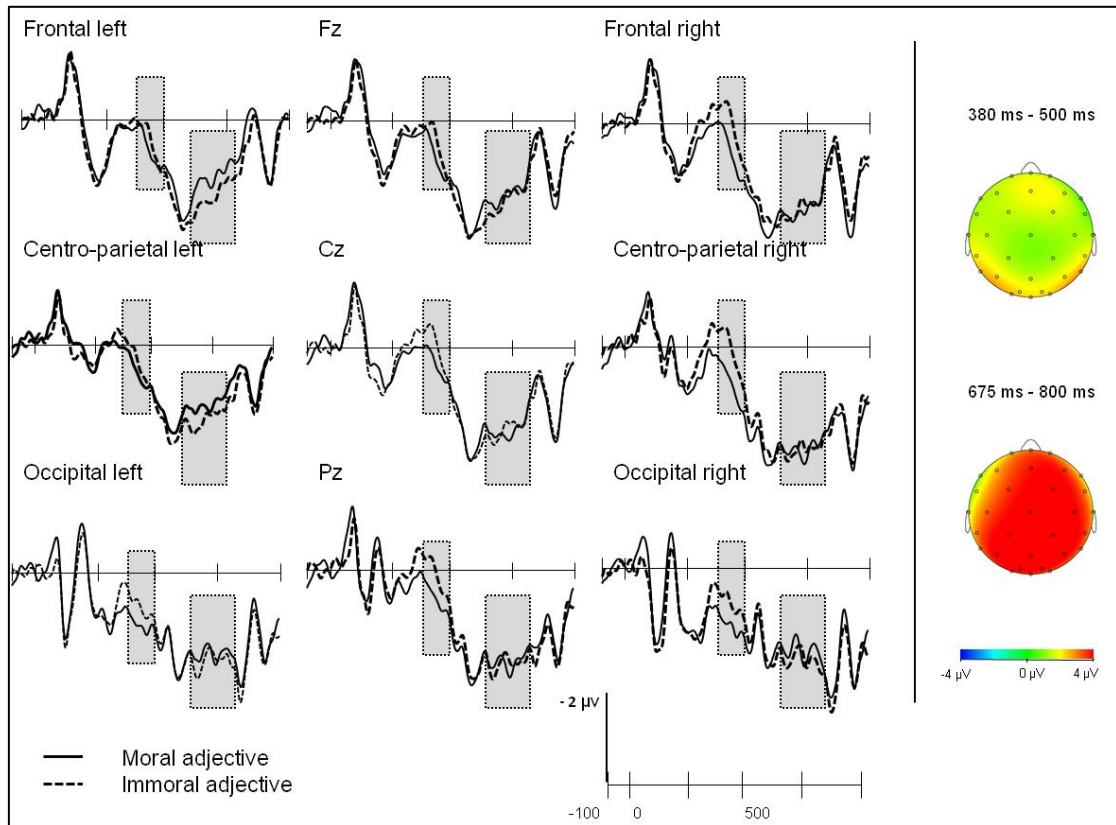 Frontal left
Fz
Frontal right
380 ms - 500 ms
Centro-parietal left
Cz
Centro-parietal right
675 ms - 800 ms
Occipital left
Pz
Occipital right
-4 µV
0 µV
4 µV
- 2 µV
Moral adjective
Immoral adjective
-100
0
500